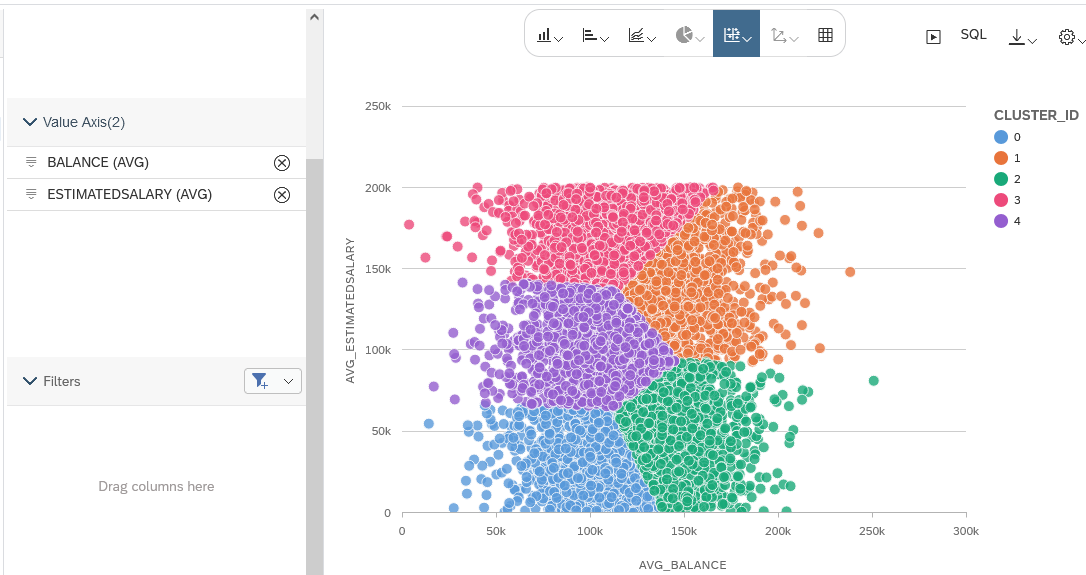 SQL
Value Axis(2)
BALANCE (AVG)
ESTIMATEDSALARY (AVG)
Filters
Drag columns here
250k
200k
150k
100k
50k
0
AVG_ESTIMATEDSALARY
0
50k
100k
150k
200k
250k
300k
AVG_BALANCE
CLUSTER_ID
0
1
2
3
4